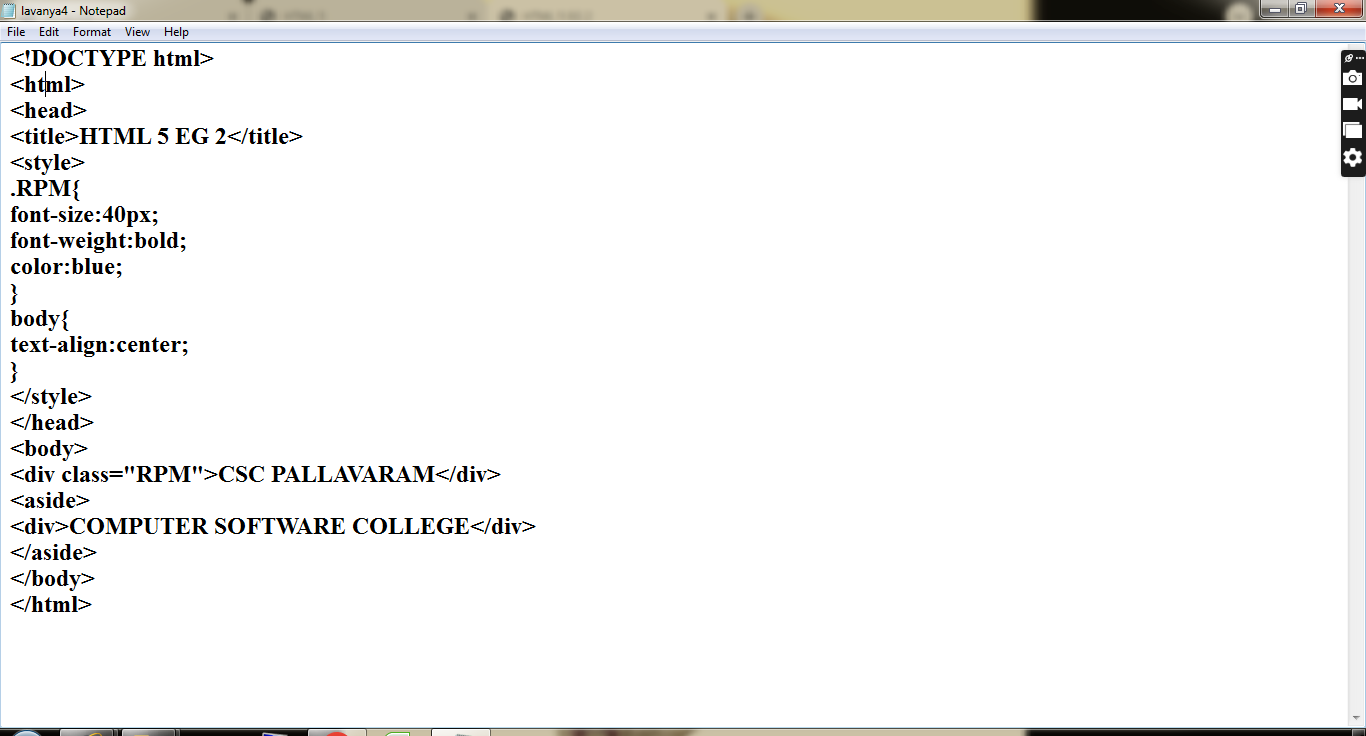 lavanya4 - Notepad
File Edit Format View Help
<!DOCTYPE html>
<html>
<head>
<title>HTML 5 EG 2</title>
<style>
.RPM{
font-size:40px;
font-weight:bold;
color:blue;
}
body{
text-align:center;
}
</style>
</head>
<body>
<div class="RPM">CSC PALLAVARAM</div>
<aside>
<div>COMPUTER SOFTWARE COLLEGE</div>
</aside>
</body>
</html>